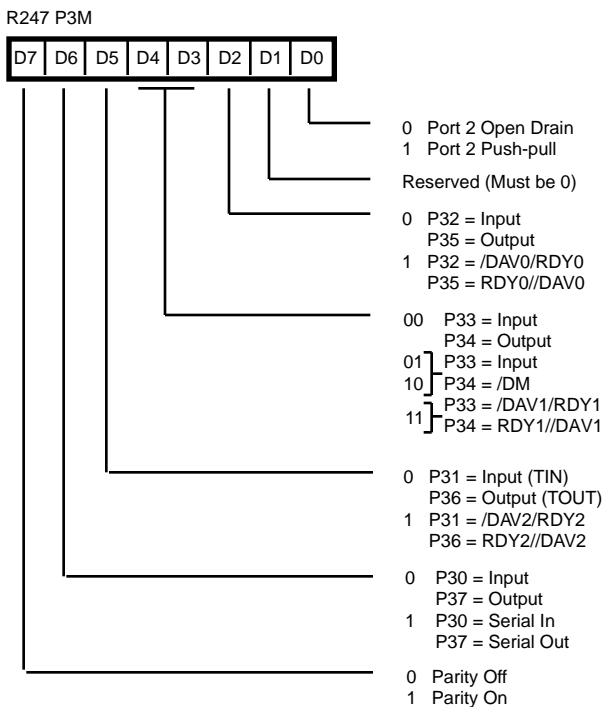 R247 P3M
D7 D6 D5 D4 D3 D2 D1 D0
0 Port 2 Open Drain
1 Port 2 Push-pull
Reserved (Must be 0)
0 P32 = Input
P35 = Output
1 P32 = /DAV0/RDY0
P35 = RDY0//DAV0
00 P33 = Input
P34 = Output
01 P33 = Input
10 P34 = /DM
11 P33 = /DAV1/RDY1
P34 = RDY1//DAV1
0 P31 = Input (TIN)
P36 = Output (TOUT)
1 P31 = /DAV2/RDY2
P36 = RDY2//DAV2
0 P30 = Input
P37 = Output
1 P30 = Serial In
P37 = Serial Out
0 Parity Off
1 Parity On